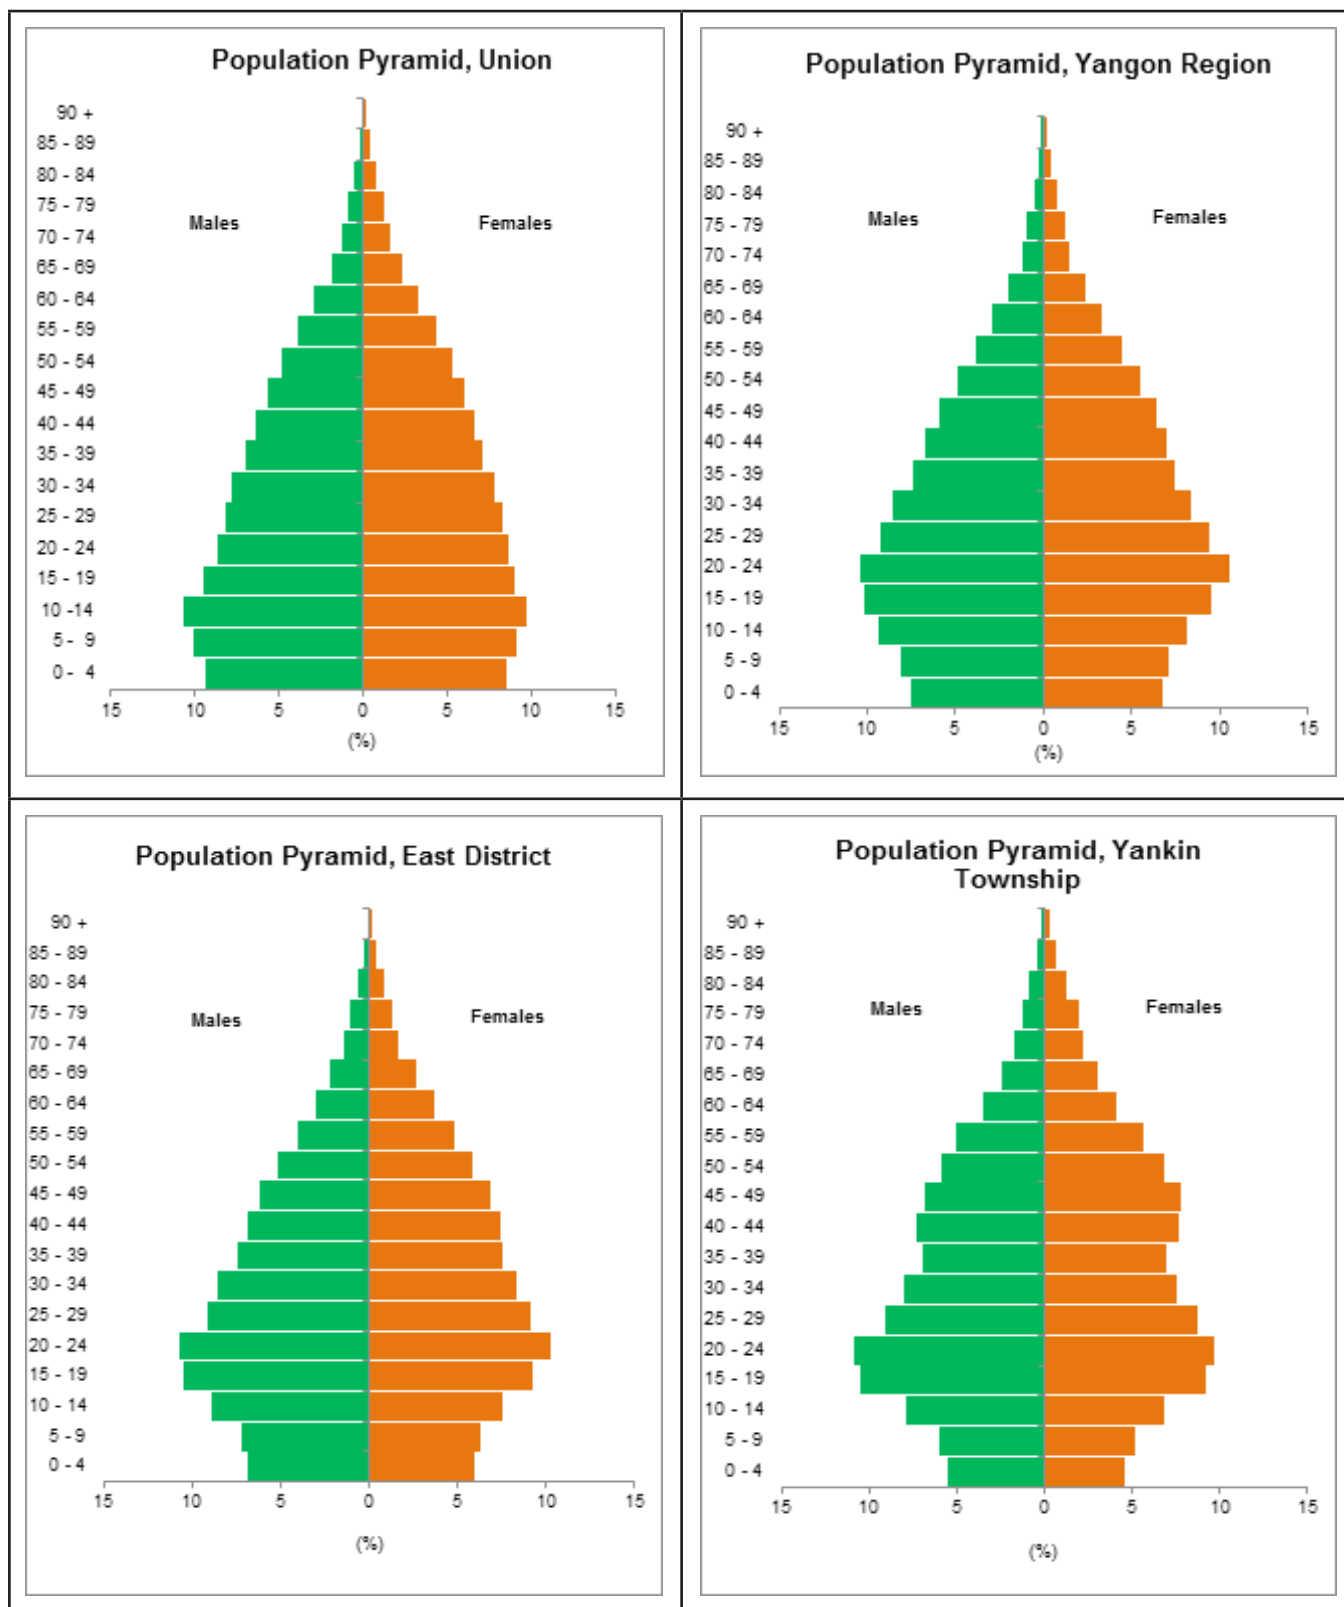 Population Pyramid, Union
90 +
85 - 89
80 - 84
75 - 79
70 - 74
65 - 69
60 - 64
55 - 59
50 - 54
45 - 49
40 - 44
35 - 39
30 - 34
25 - 29
20 - 24
15 - 19
10 -14
5 - 9
0 - 4
Males
Females
15 10 5 0 5 10 15
(%)
Population Pyramid, Yangon Region
90 +
85 - 89
80 - 84
75 - 79
70 - 74
65 - 69
60 - 64
55 - 59
50 - 54
45 - 49
40 - 44
35 - 39
30 - 34
25 - 29
20 - 24
15 - 19
10 - 14
5 - 9
0 - 4
Males
Females
15 10 5 0 5 10 15
(%)
Population Pyramid, East District
90 +
85 - 89
80 - 84
75 - 79
70 - 74
65 - 69
60 - 64
55 - 59
50 - 54
45 - 49
40 - 44
35 - 39
30 - 34
25 - 29
20 - 24
15 - 19
10 - 14
5 - 9
0 - 4
Males
Females
15 10 5 0 5 10 15
(%)
Population Pyramid, Yankin
Township
90 +
85 - 89
80 - 84
75 - 79
70 - 74
65 - 69
60 - 64
55 - 59
50 - 54
45 - 49
40 - 44
35 - 39
30 - 34
25 - 29
20 - 24
15 - 19
10 - 14
5 - 9
0 - 4
Males
Females
15 10 5 0 5 10 15
(%)